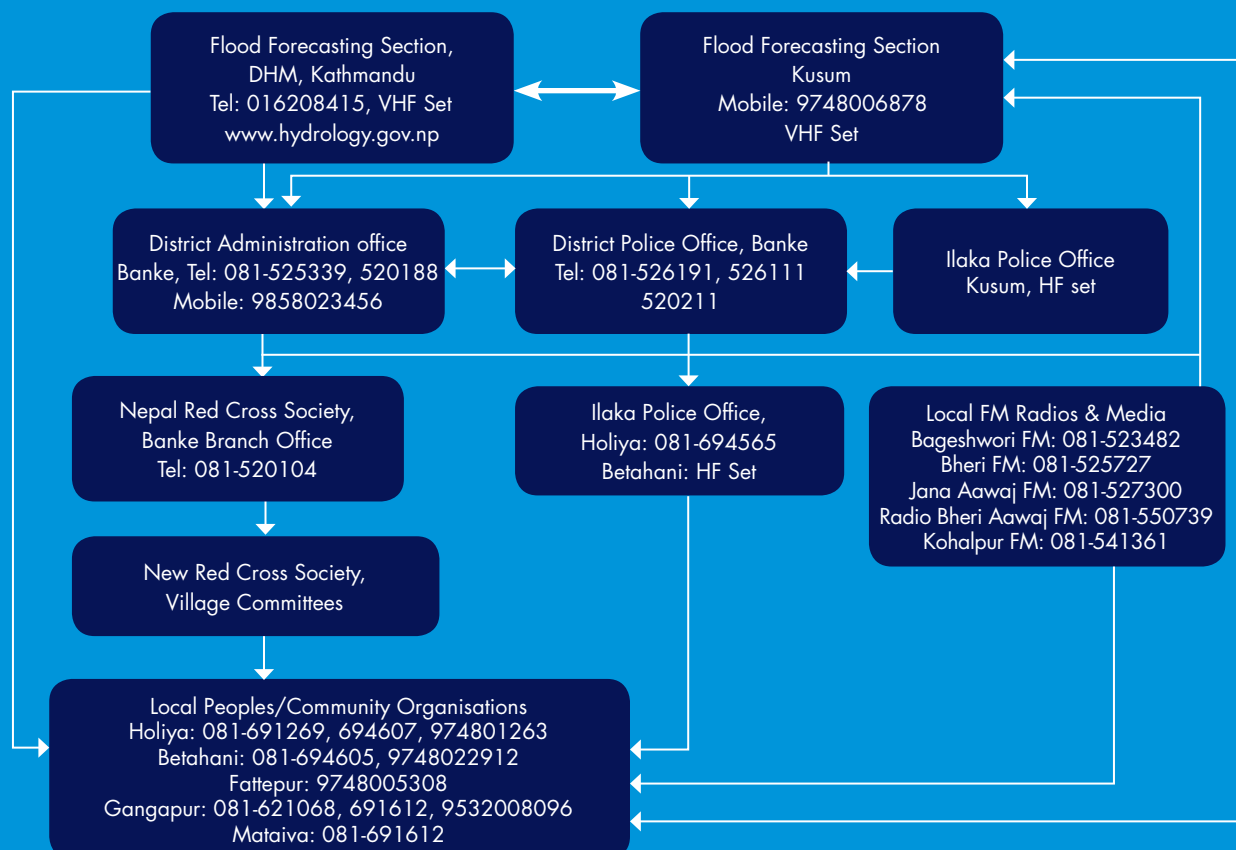 Flood Forecasting Section,
DHM, Kathmandu
Tel: 016208415, VHF Set
www.hydrology.gov.np
Flood Forecasting Section
Kusum
Mobile: 9748006878
VHF Set
District Administration office
Banke, Tel: 081-525339, 520188
Mobile: 9858023456
District Police Office, Banke
Tel: 081-526191, 526111
520211
Ilaka Police Office
Kusum, HF set
Nepal Red Cross Society,
Banke Branch Office
Tel: 081-520104
Ilaka Police Office,
Holiya: 081-694565
Betahani: HF Set
Local FM Radios & Media
Bageshwori FM: 081-523482
Bheri FM: 081-525727
Jana Aawaj FM: 081-527300
Radio Bheri Aawaj FM: 081-550739
Kohalpur FM: 081-541361
New Red Cross Society,
Village Committees
Local Peoples/Community Organisations
Holiya: 081-691269, 694607, 974801263
Betahani: 081-694605, 9748022912
Fattepur: 9748005308
Gangapur: 081-621068, 691612, 9532008096
Mataiva: 081-691612